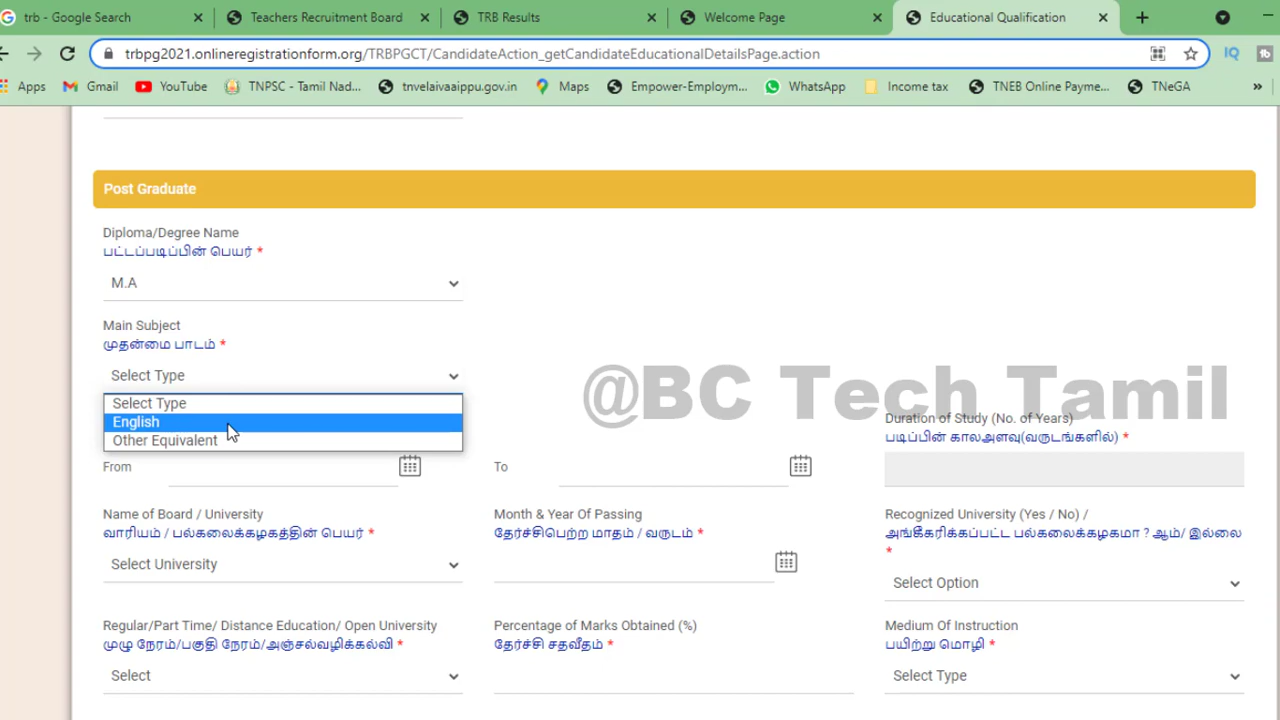 trb - Google Search
Teachers Recruitment Board
TRB Results
Welcome Page
Educational Qualification
trbpg2021.onlineregistrationform.org/TRBPGCT/CandidateAction_getCandidateEducationalDetailsPage.action
IQ
tb
Apps
Gmail
YouTube
TNPSC - Tamil Nad...
tnvelaivaaippu.gov.in
Maps
Empower-Employm...
WhatsApp
Income tax
TNEB Online Payme...
TNeGA
»
Post Graduate
Diploma/Degree Name
பட்டப்படிப்பின் பெயர் *
M.A
Main Subject
முதன்மை பாடம் *
Select Type
Select Type
English
Other Equivalent
@BC Tech Tamil
Duration of Study (No. of Years)
படிப்பின் காலஅளவு(வருடங்களில்) *
From
To
Name of Board / University
வாரியம் / பல்கலைக்கழகத்தின் பெயர் *
Select University
Month & Year Of Passing
தேர்ச்சிபெற்ற மாதம் / வருடம் *
Recognized University (Yes / No) /
அங்கீகரிக்கப்பட்ட பல்கலைக்கழகமா ? ஆம்/ இல்லை
*
Select Option
Regular/Part Time/ Distance Education/ Open University
முழு நேரம்/பகுதி நேரம்/அஞ்சல்வழிக்கல்வி *
Select
Percentage of Marks Obtained (%)
தேர்ச்சி சதவீதம் *
Medium Of Instruction
பயிற்று மொழி *
Select Type